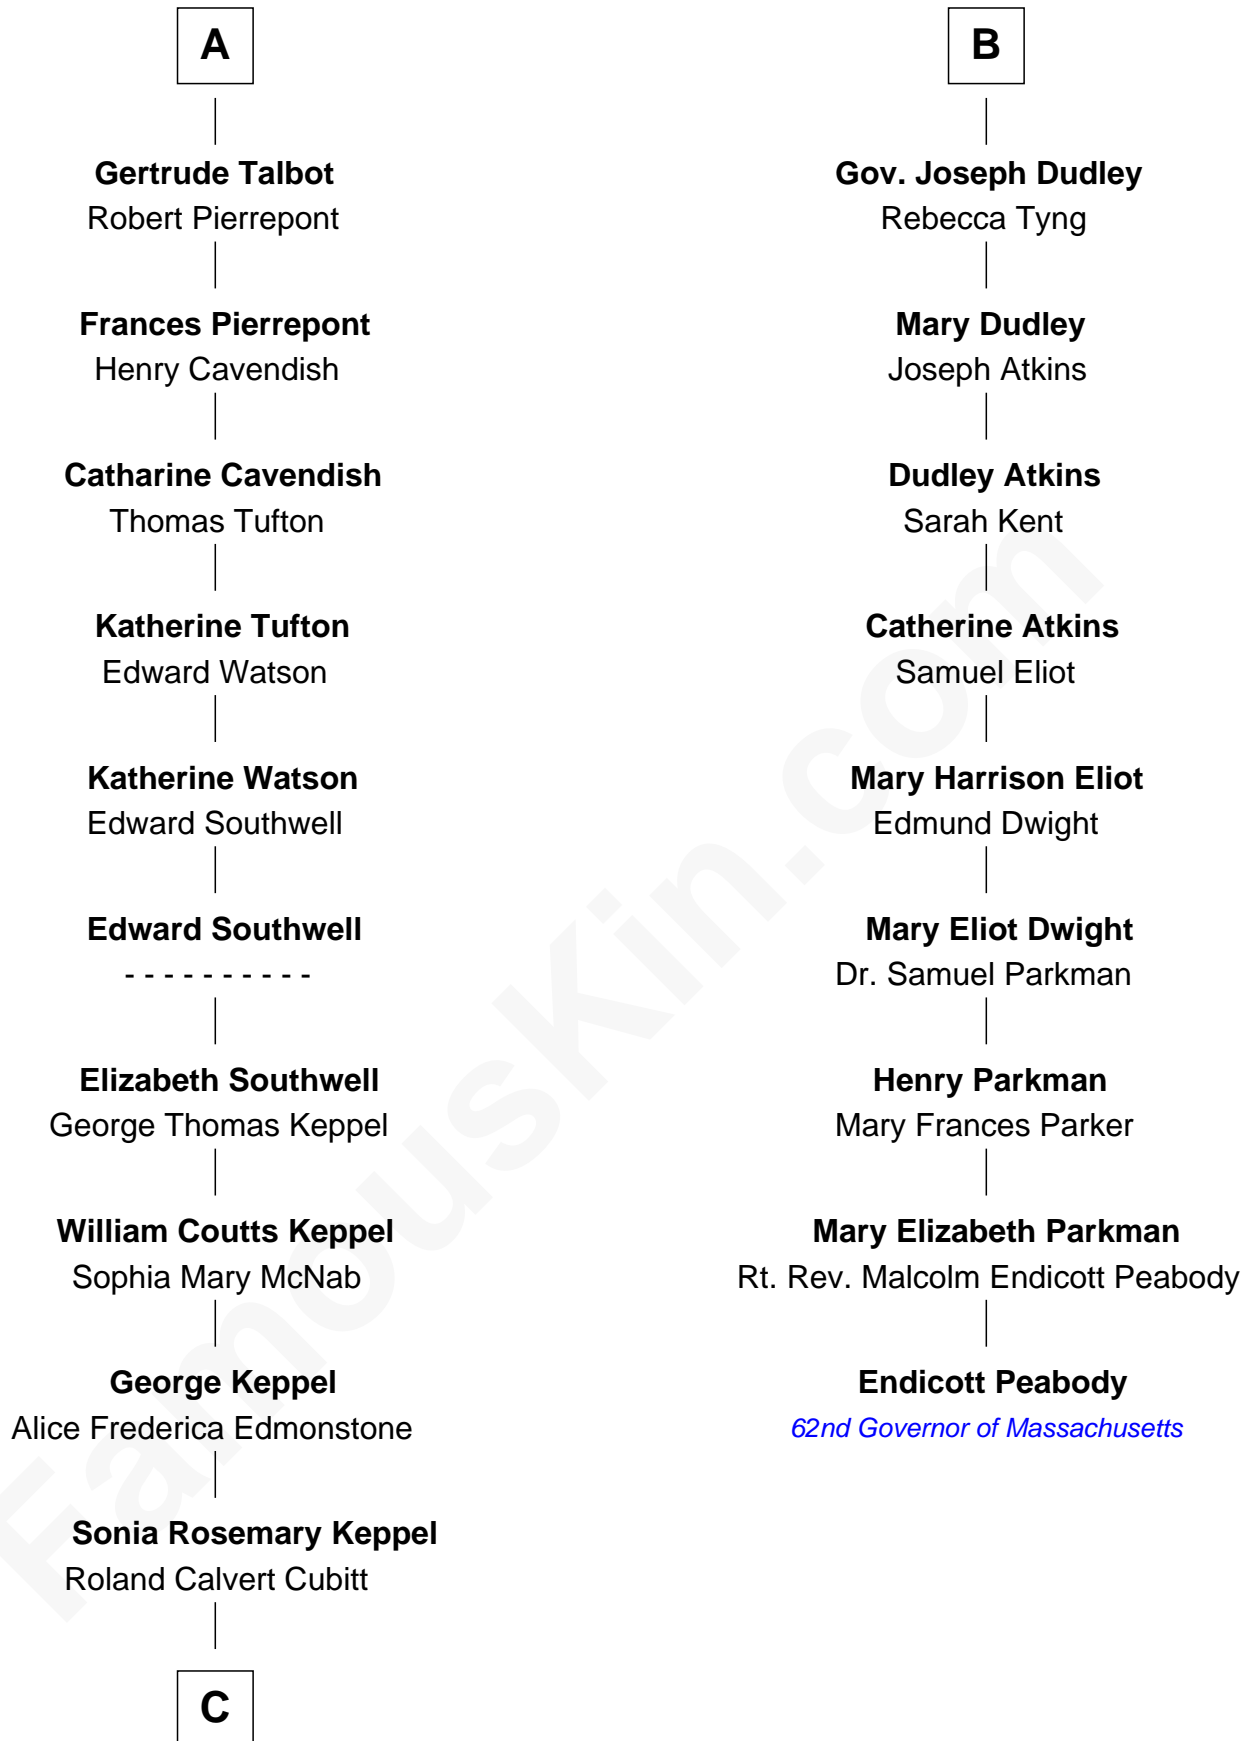 A
Gertrude Talbot
Robert Pierrepont
Frances Pierrepont
Henry Cavendish
Catharine Cavendish
Thomas Tufton
Katherine Tufton
Edward Watson
Katherine Watson
Edward Southwell
Edward Southwell
- - - - - - - - - -
Elizabeth Southwell
George Thomas Keppel
William Coutts Keppel
Sophia Mary McNab
George Keppel
Alice Frederica Edmonstone
Sonia Rosemary Keppel
Roland Calvert Cubitt
C
B
Gov. Joseph Dudley
Rebecca Tyng
Mary Dudley
Joseph Atkins
Dudley Atkins
Sarah Kent
Catherine Atkins
Samuel Eliot
Mary Harrison Eliot
Edmund Dwight
Mary Eliot Dwight
Dr. Samuel Parkman
Henry Parkman
Mary Frances Parker
Mary Elizabeth Parkman
Rt. Rev. Malcolm Endicott Peabody
Endicott Peabody
62nd Governor of Massachusetts
FamousKin.com